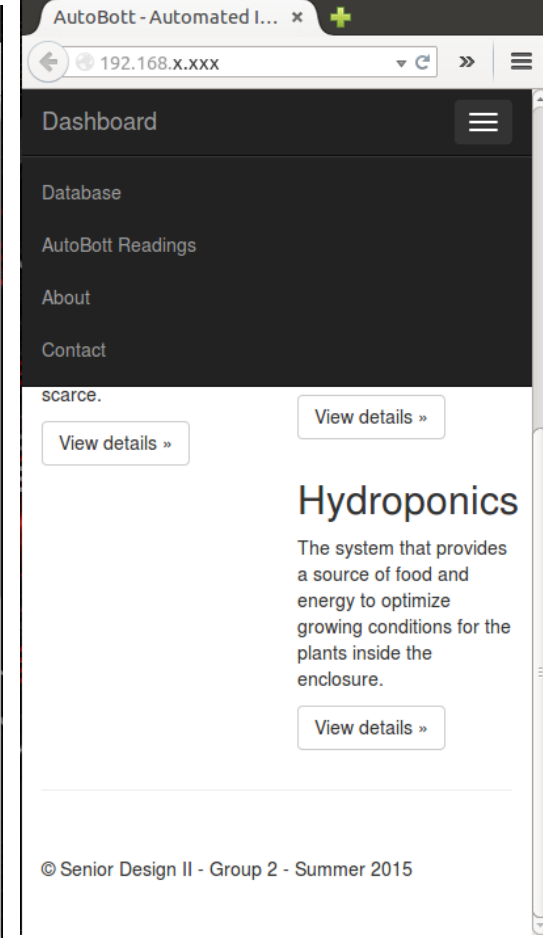 AutoBott - Automated I...
192.168.x.xxx
Dashboard
Database
AutoBott Readings
About
Contact
scarce.
View details »
View details »
Hydroponics
The system that provides
a source of food and
energy to optimize
growing conditions for the
plants inside the
enclosure.
View details »
© Senior Design II - Group 2 - Summer 2015